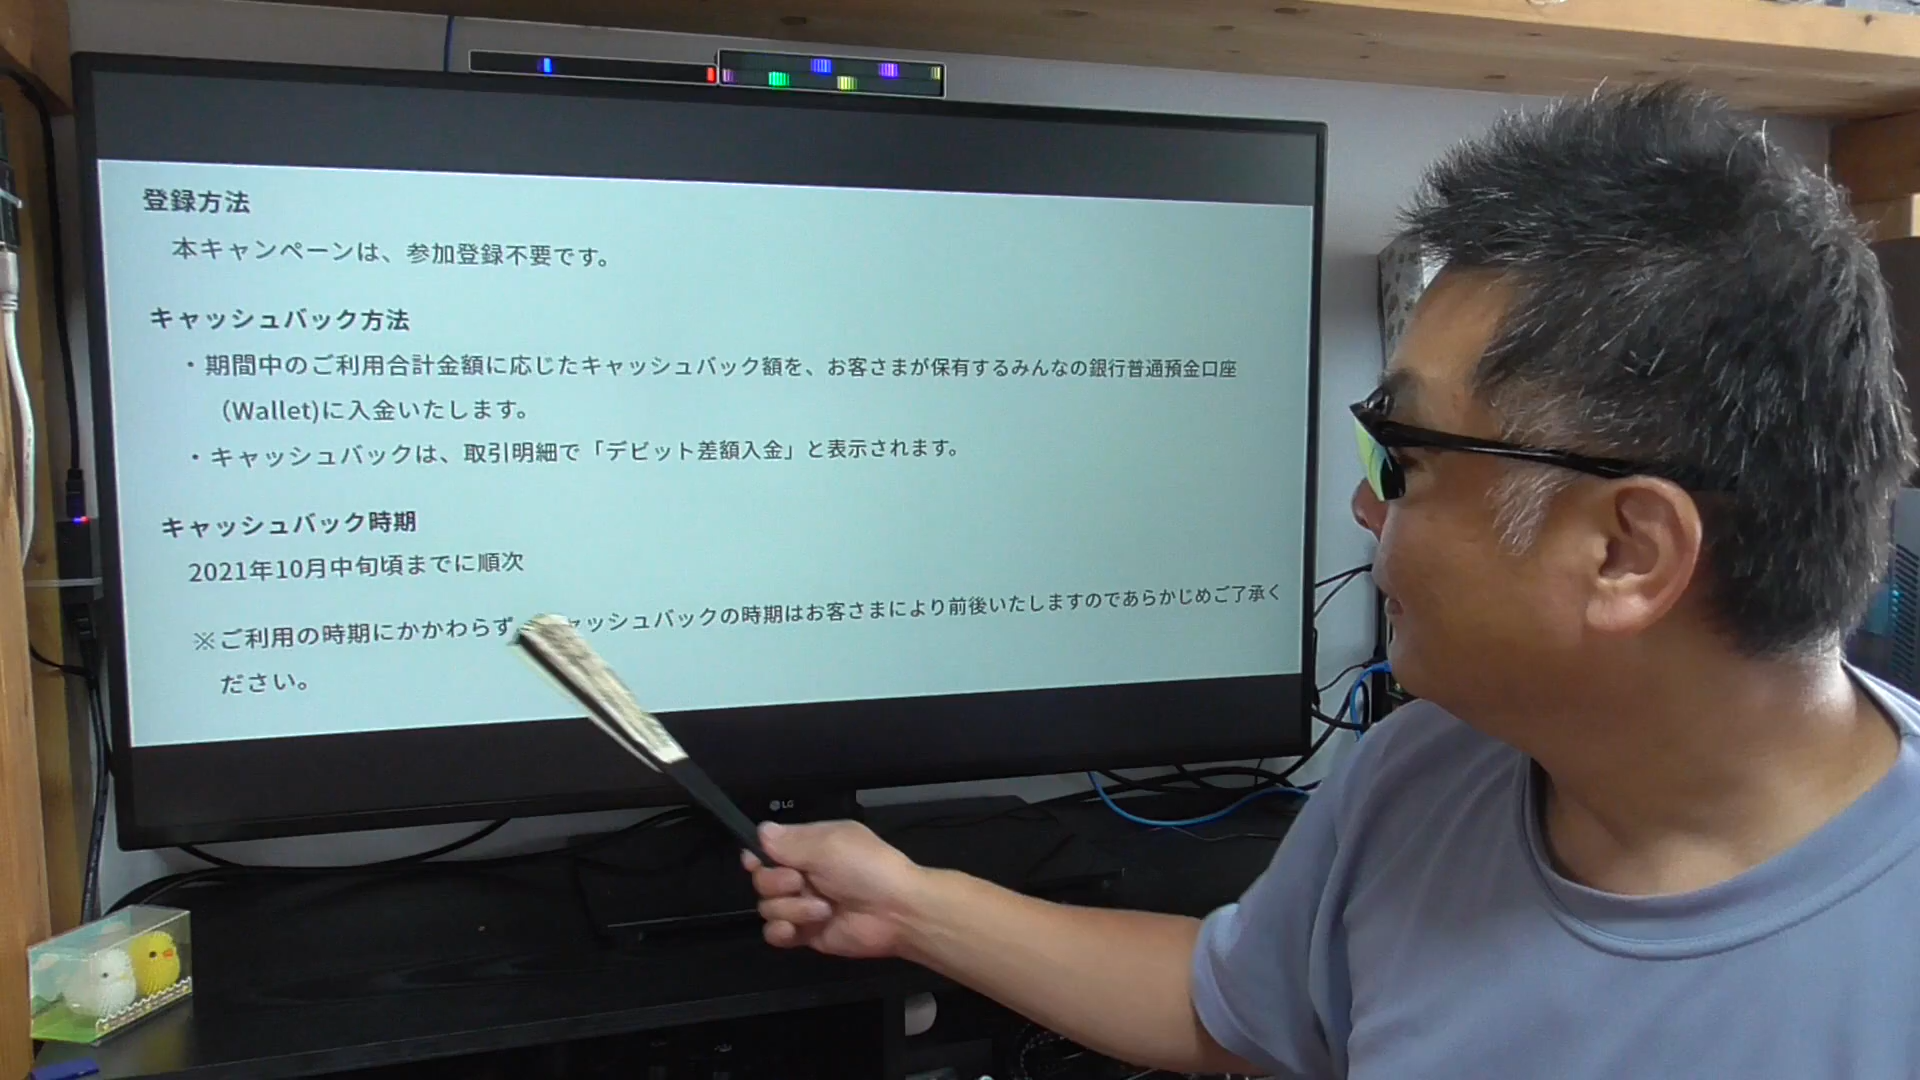 登録方法
本キャンペーンは、参加登録不要です。
キャッシュバック方法
・期間中のご利用合計金額に応じたキャッシュバック額を、お客さまが保有するみんなの銀行普通預金口座
（Wallet)に入金いたします。
・キャッシュバックは、取引明細で「デビット差額入金」と表示されます。
キャッシュバック時期
2021年10月中旬頃までに順次
※ご利用の時期にかかわらず ャッシュバックの時期はお客さまにより前後いたしますのであらかじめご了承く
ださい。
LG